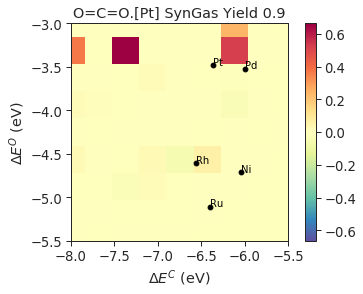 O=C=O.[Pt] SynGas Yield 0.9
−3.0
−3.5
−4.0
−4.5
−5.0
−5.5
ΔE^O (eV)
Pt
Pd
Rh
Ni
Ru
−8.0 −7.5 −7.0 −6.5 −6.0 −5.5
ΔE^C (eV)
0.6
0.4
0.2
0.0
−0.2
−0.4
−0.6